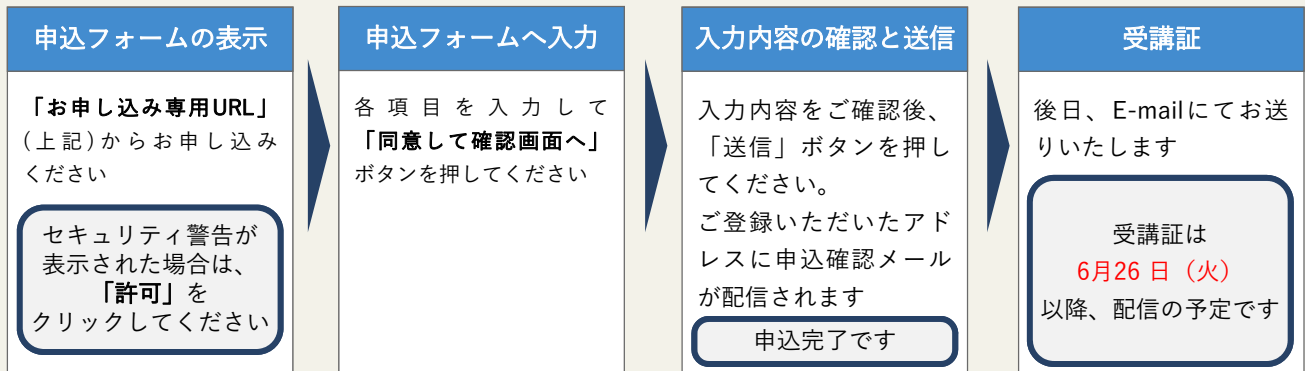 申込フォームの表示
「お申し込み専用URL」
(上記)からお申し込み
ください
セキュリティ警告が
表示された場合は、
「許可」を
クリックしてください
申込フォームへ入力
各項目を入力して
「同意して確認画面へ」
ボタンを押してください
入力内容の確認と送信
入力内容をご確認後、
「送信」ボタンを押し
てください。
ご登録いただいたアド
レスに申込確認メール
が配信されます
申込完了です
受講証
後日、E-mailにてお送
りいたします
受講証は
6月26 日（火）
以降、配信の予定です